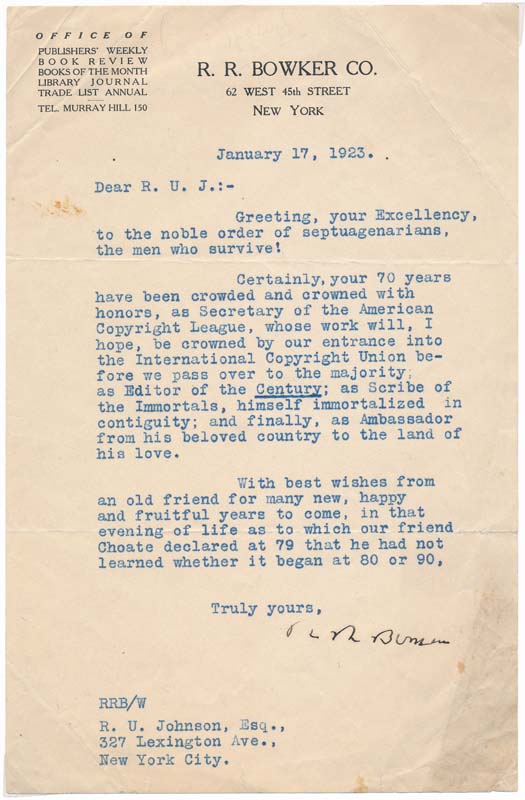 OFFICE OF
PUBLISHERS' WEEKLY
BOOK REVIEW
BOOKS OF THE MONTH
LIBRARY JOURNAL
TRADE LIST ANNUAL
TEL. MURRAY HILL 150
R. R. BOWKER CO.
62 WEST 45th STREET
NEW YORK
January 17, 1923.
Dear R. U. J.:-
Greeting, your Excellency,
to the noble order of septuagenarians,
the men who survive!
Certainly, your 70 years
have been crowded and crowned with
honors, as Secretary of the American
Copyright League, whose work will, I
hope, be crowned by our entrance into
the International Copyright Union be-
fore we pass over to the majority;
as Editor of the Century; as Scribe of
the Immortals, himself immortalized in
contiguity; and finally, as Ambassador
from his beloved country to the land of
his love.
With best wishes from
an old friend for many new, happy
and fruitful years to come, in that
evening of life as to which our friend
Choate declared at 79 that he had not
learned whether it began at 80 or 90,
Truly yours,
R. R. Bowker
RRB/W
R. U. Johnson, Esq.,
327 Lexington Ave.,
New York City.